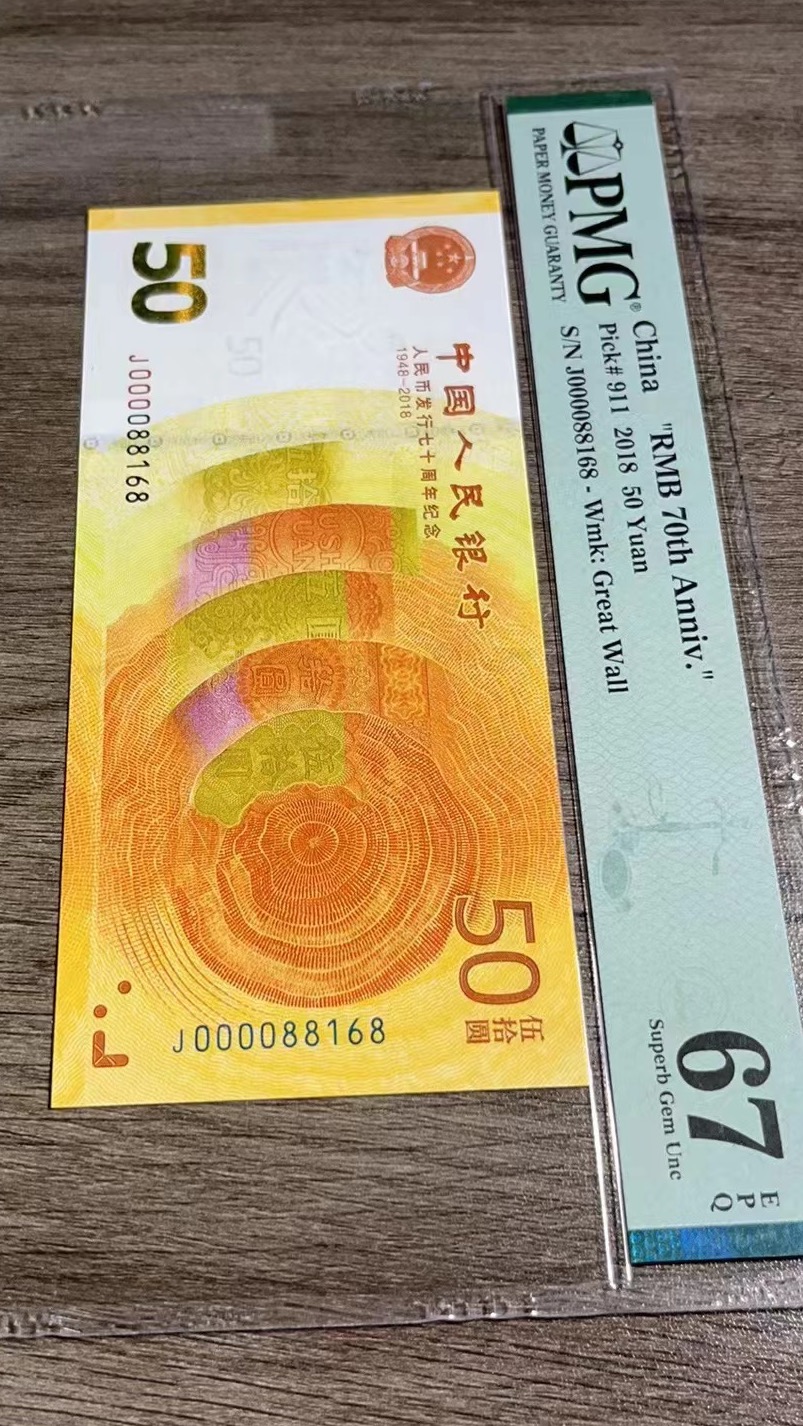 PMG®
PAPER MONEY GUARANTY
China "RMB 70th Anniv."
Pick# 911 2018 50 Yuan
S/N J000088168 - Wmk: Great Wall
67
EPQ
Superb Gem Unc
中国人民银行
人民币发行七十周年纪念
1948-2018
50
50
J000088168
50
伍拾圆
J000088168